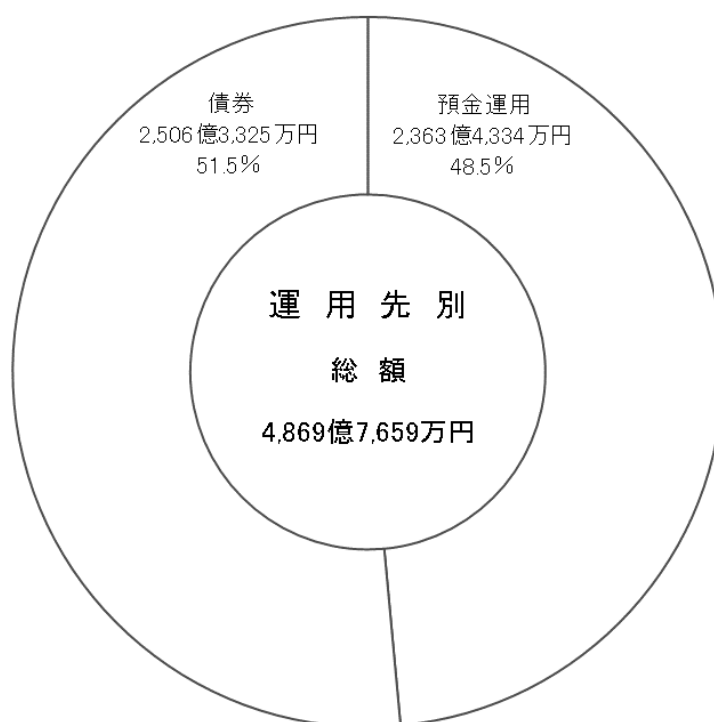 債券
2,506億3,325万円
51.5%
預金運用
2,363億4,334万円
48.5%
運用先別
総額
4,869億7,659万円